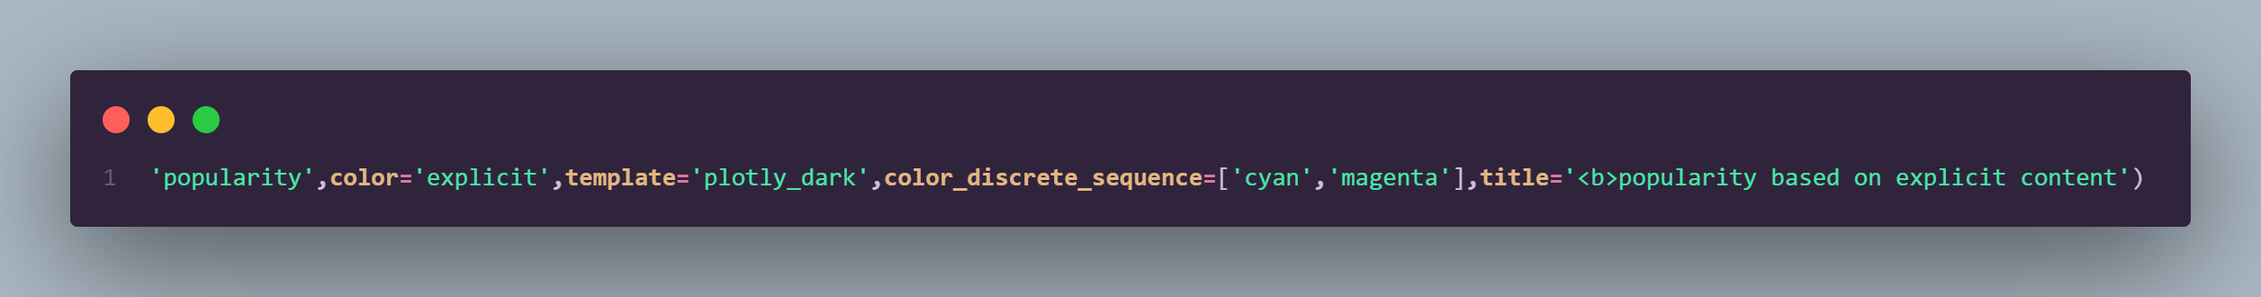 1 'popularity',color='explicit',template='plotly_dark',color_discrete_sequence=['cyan','magenta'],title='<b>popularity based on explicit content')